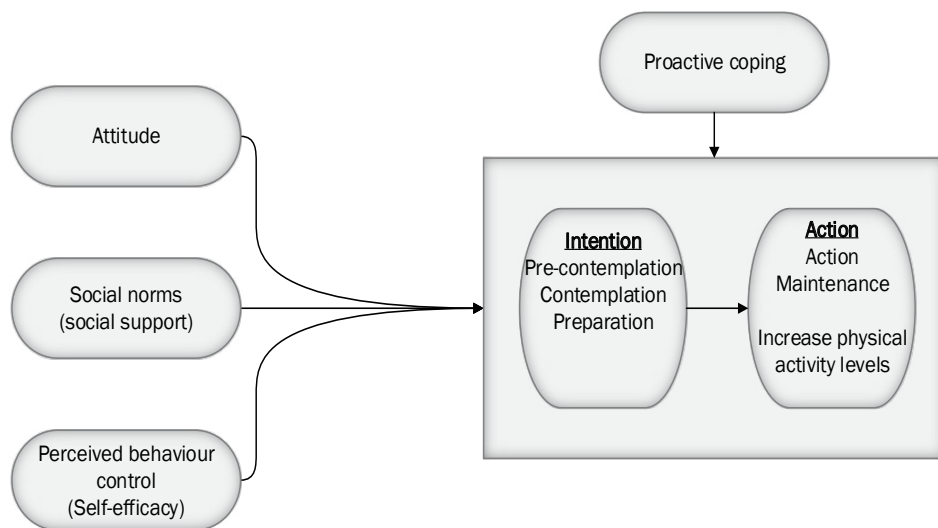 Proactive coping
Attitude
Social norms
(social support)
Perceived behaviour
control
(Self-efficacy)
Intention
Pre-contemplation
Contemplation
Preparation
Action
Action
Maintenance
Increase physical
activity levels